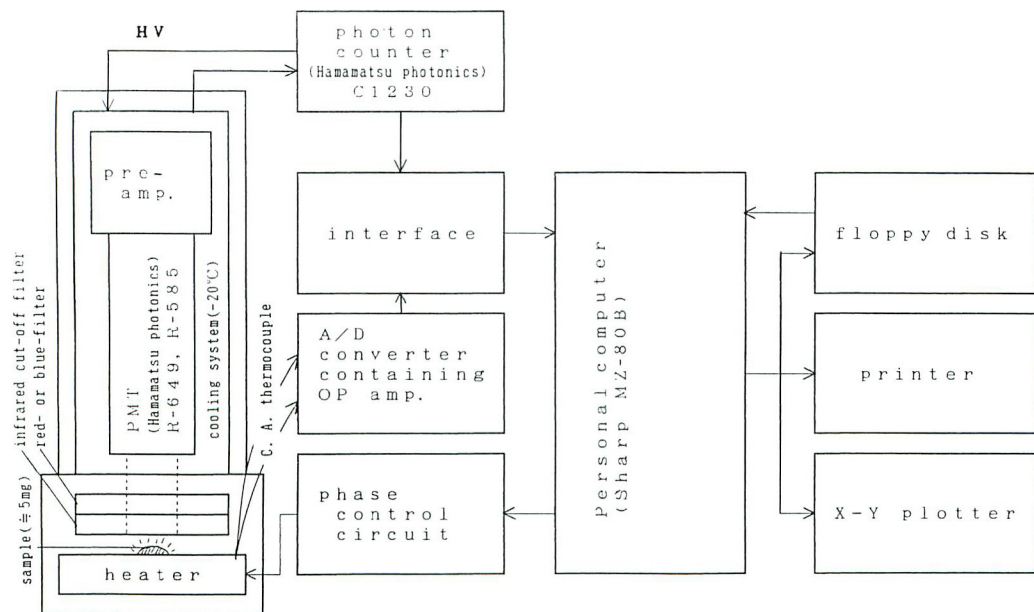 HV
photon
counter
(Hamamatsu photonics)
C1230
pre-
amp.
PMT
(Hamamatsu photonics)
R-649, R-585
cooling system(-20℃)
C. A. thermocouple
infrared cut-off filter
red- or blue-filter
sample(≒5mg)
heater
interface
A/D
converter
containing
OP amp.
phase
control
circuit
Personal computer
(Sharp MZ-80B)
floppy disk
printer
X-Y plotter